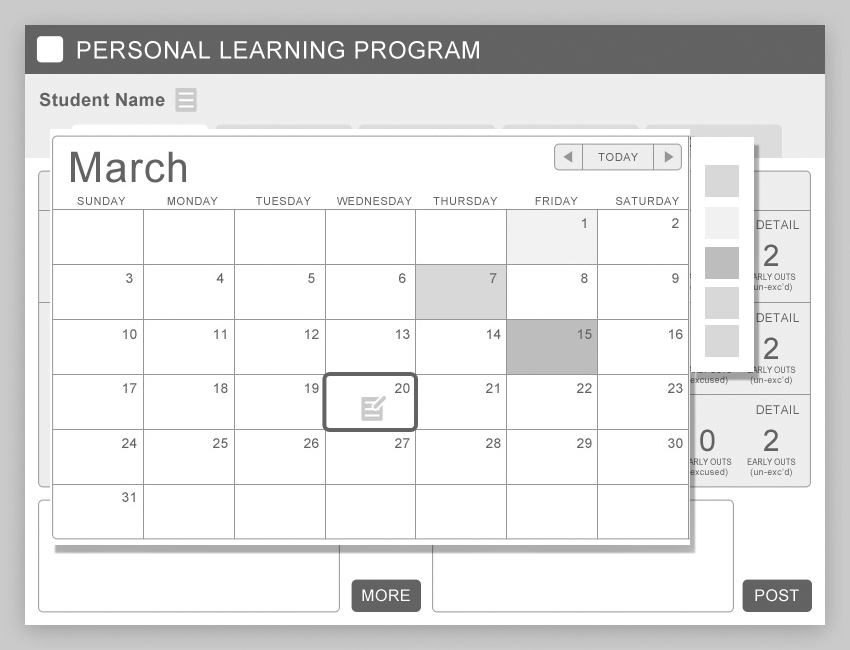 PERSONAL LEARNING PROGRAM
Student Name
March
TODAY
SUNDAY MONDAY TUESDAY WEDNESDAY THURSDAY FRIDAY SATURDAY
1 2
3 4 5 6 7 8 9
10 11 12 13 14 15 16
17 18 19 20 21 22 23
24 25 26 27 28 29 30
31
DETAIL
2
ARLY OUTS
un-exc'd)
DETAIL
2
ARLY OUTS
excused) (un-exc'd)
DETAIL
0 2
ARLY OUTS EARLY OUTS
excused) (un-exc'd)
MORE
POST